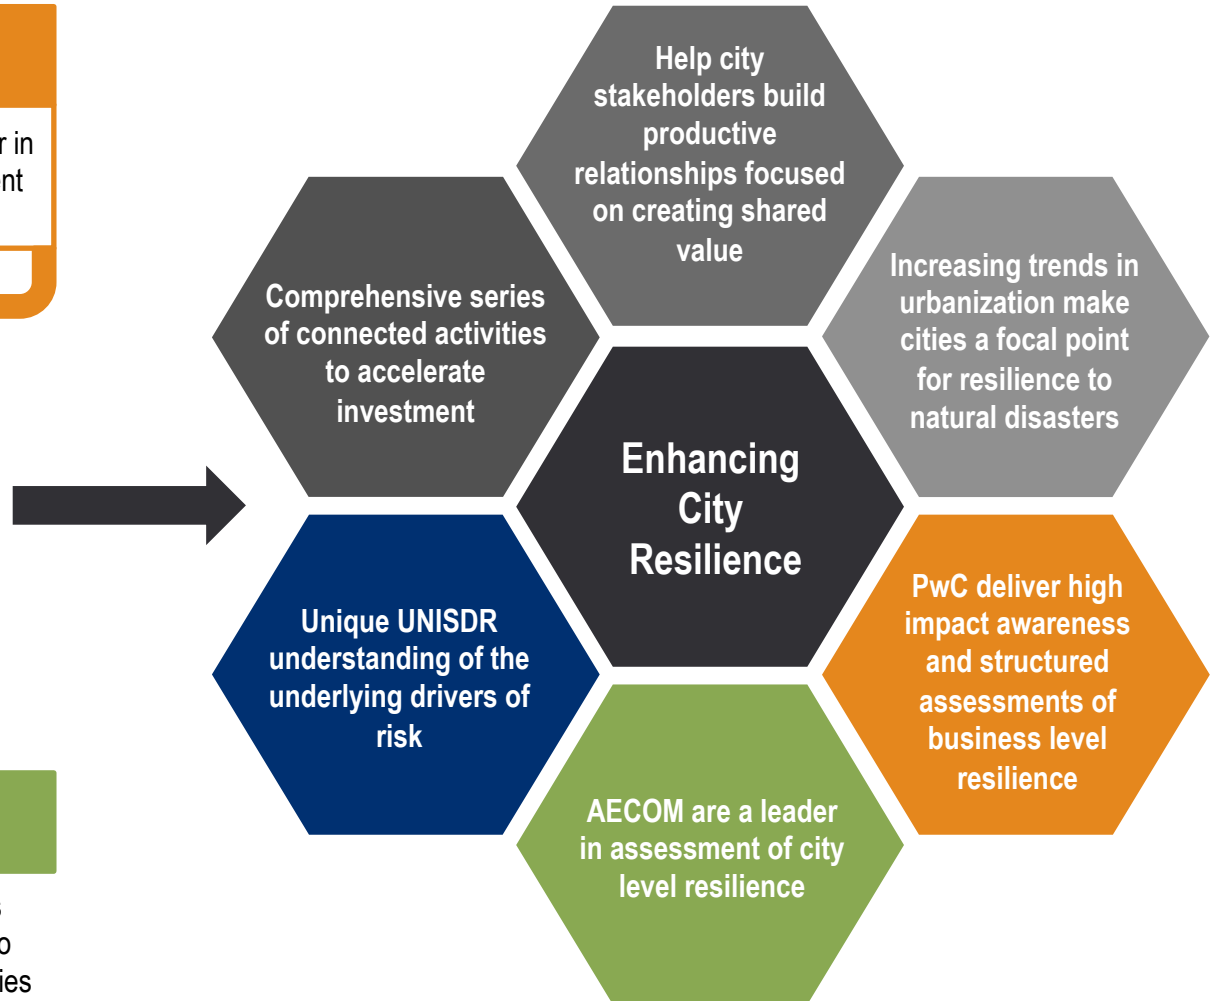 r in
ent
Help city
stakeholders build
productive
relationships focused
on creating shared
value
Increasing trends in
urbanization make
cities a focal point
for resilience to
natural disasters
Comprehensive series
of connected activities
to accelerate
investment
Enhancing
City
Resilience
Unique UNISDR
understanding of the
underlying drivers of
risk
PwC deliver high
impact awareness
and structured
assessments of
business level
resilience
AECOM are a leader
in assessment of city
level resilience
s
o
ies